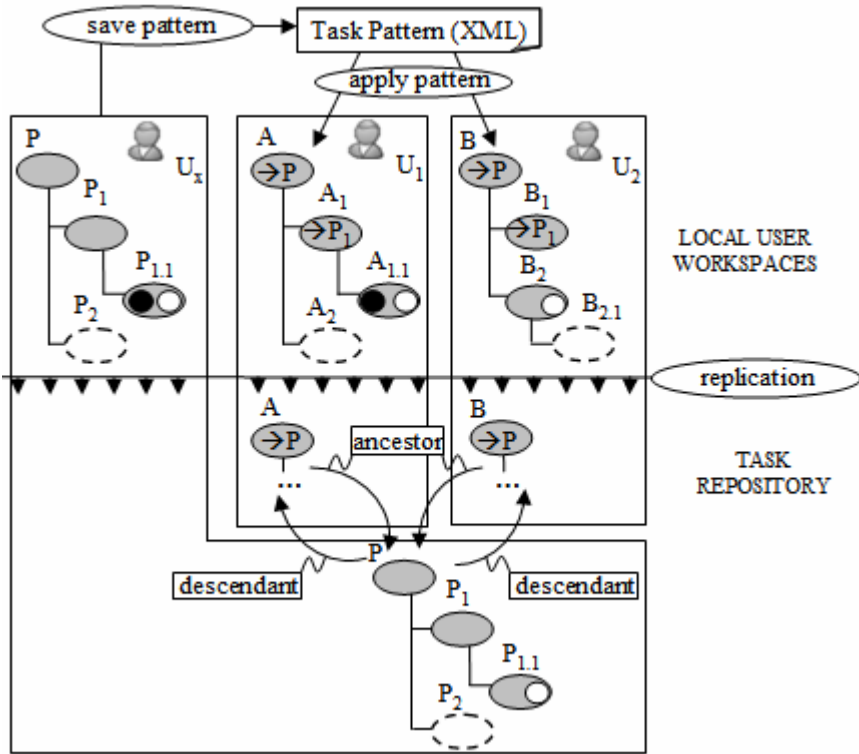 save pattern
Task Pattern (XML)
apply pattern
P
Ux
P1
P1.1
P2
A
→P
U1
A1
→P1
A1.1
A2
B
→P
U2
B1
→P1
B2
B2.1
LOCAL USER
WORKSPACES
replication
A
→P
...
ancestor
B
→P
...
TASK
REPOSITORY
descendant
P
descendant
P1
P1.1
P2